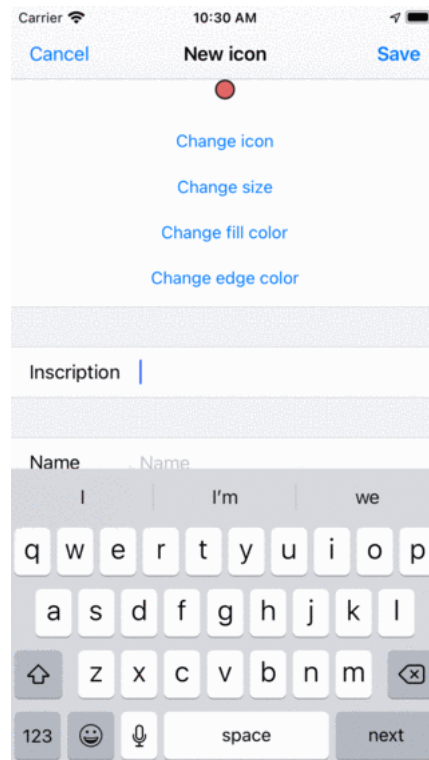 Carrier 10:30 AM
Cancel New icon Save
Change icon
Change size
Change fill color
Change edge color
Inscription
Name Name
I I'm we
q w e r t y u i o p
a s d f g h j k l
z x c v b n m
123 space next